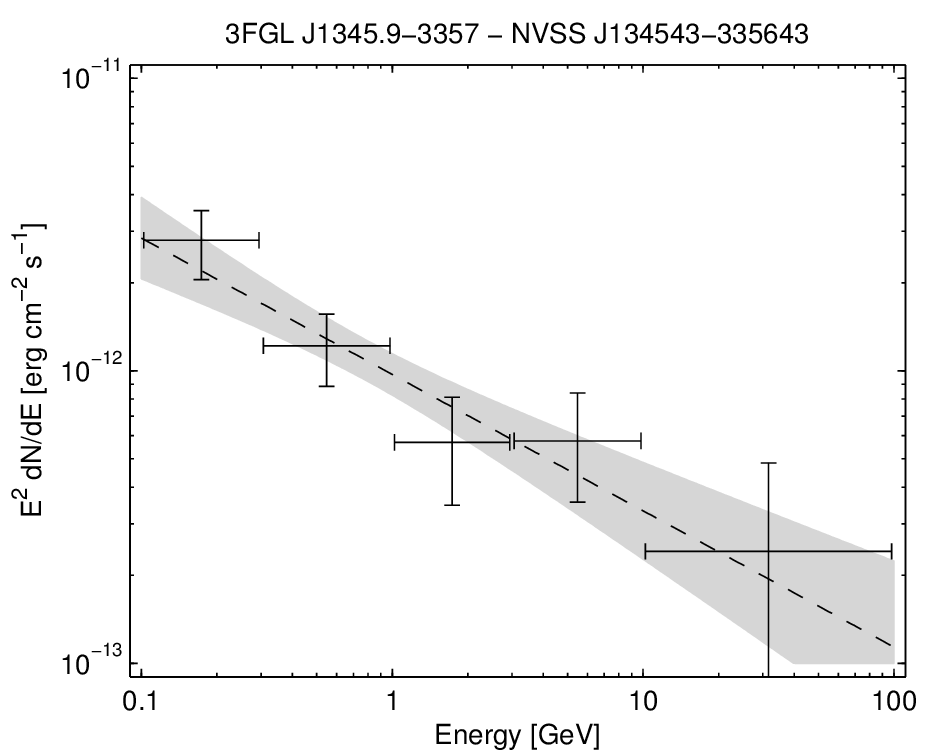 3FGL J1345.9−3357 − NVSS J134543−335643
E² dN/dE [erg cm⁻² s⁻¹]
10⁻¹¹
10⁻¹²
10⁻¹³
0.1 1 10 100
Energy [GeV]